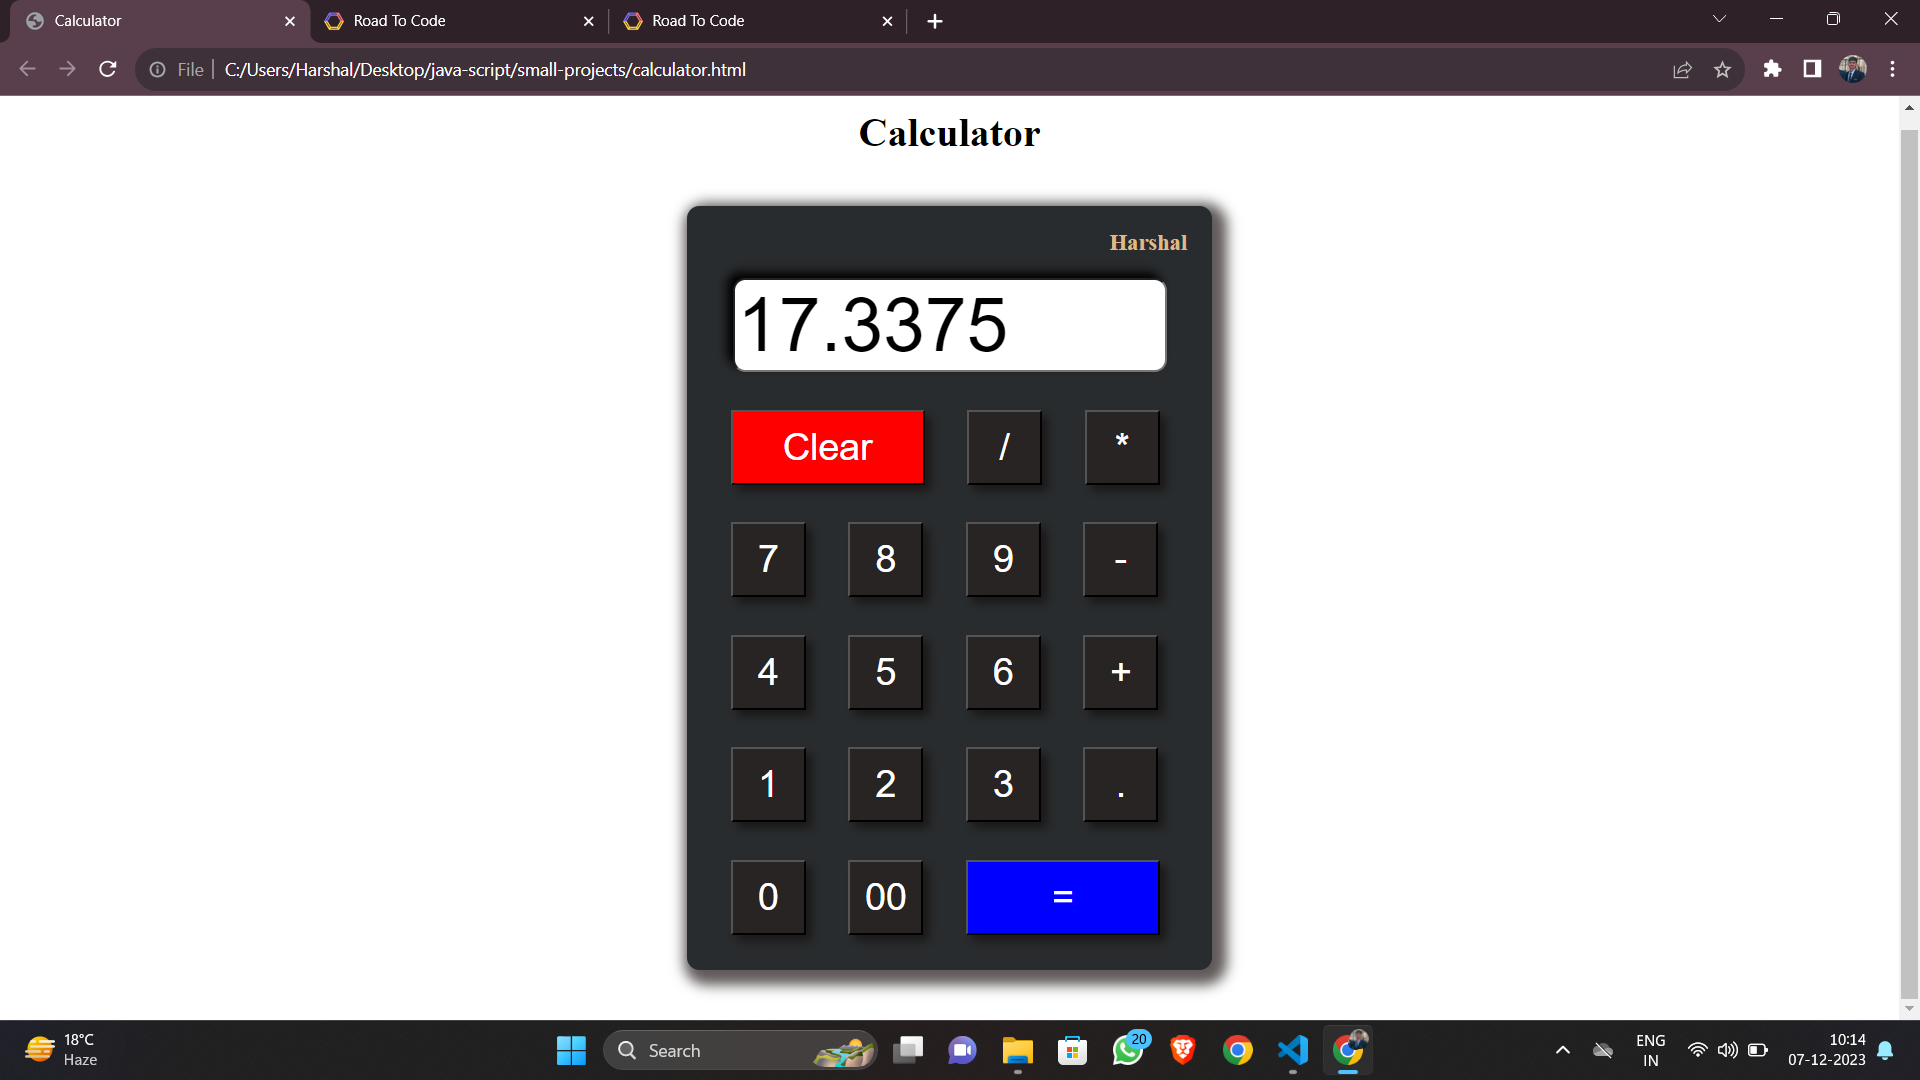 Calculator
Road To Code
Road To Code
File
C:/Users/Harshal/Desktop/java-script/small-projects/calculator.html
Calculator
Harshal
17.3375
Clear / *
7 8 9 -
4 5 6 +
1 2 3 .
0 00 =
18°C
Haze
Search
20
ENG
IN
10:14
07-12-2023